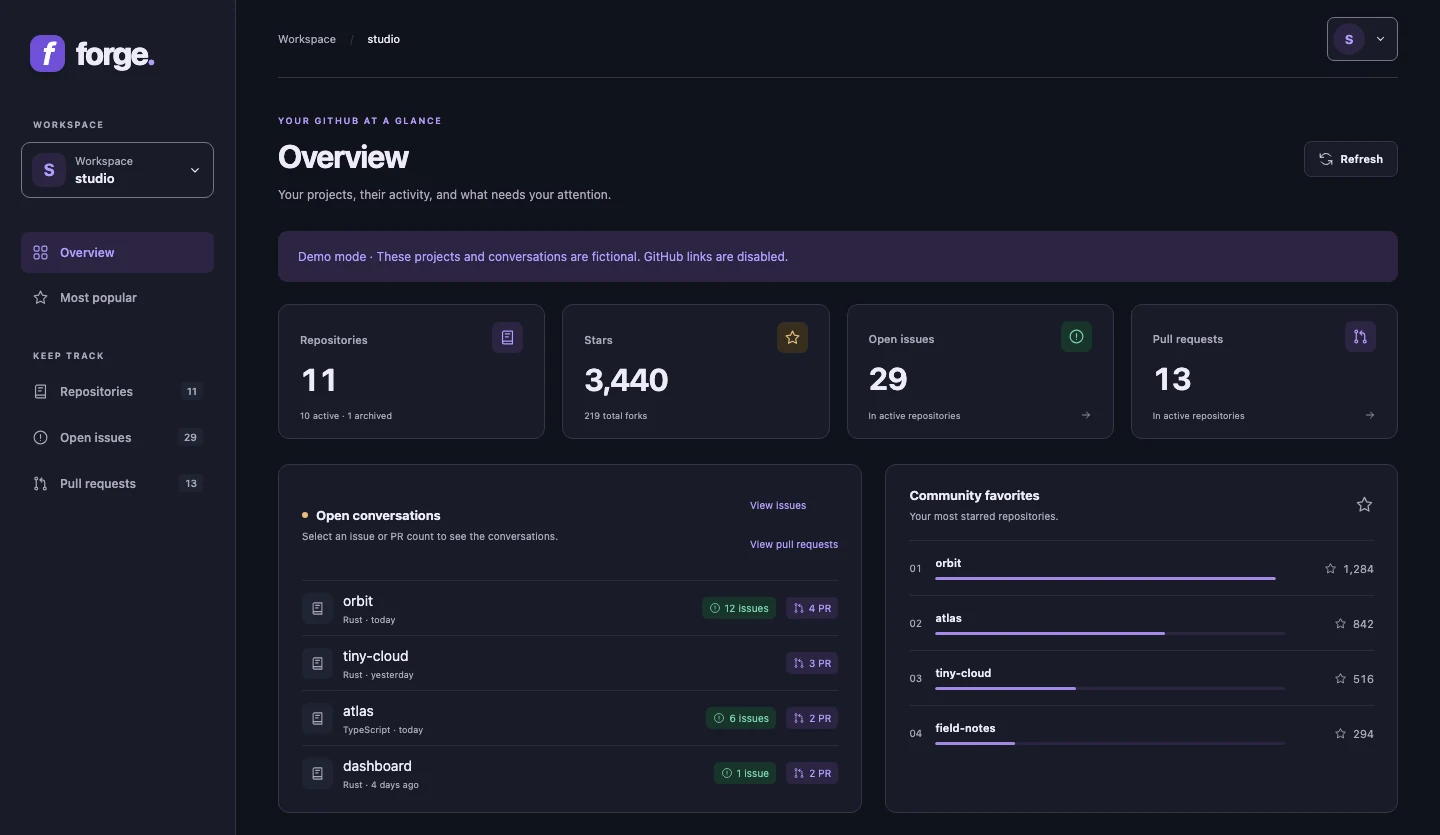 f forge.
Workspace / studio
S
WORKSPACE
S Workspace
studio
Overview
Most popular
KEEP TRACK
Repositories 11
Open issues 29
Pull requests 13
YOUR GITHUB AT A GLANCE
Overview
Your projects, their activity, and what needs your attention.
Refresh
Demo mode · These projects and conversations are fictional. GitHub links are disabled.
Repositories
11
10 active · 1 archived
Stars
3,440
219 total forks
Open issues
29
In active repositories →
Pull requests
13
In active repositories →
Open conversations
Select an issue or PR count to see the conversations.
View issues
View pull requests
orbit
Rust · today
12 issues 4 PR
tiny-cloud
Rust · yesterday
3 PR
atlas
TypeScript · today
6 issues 2 PR
dashboard
Rust · 4 days ago
1 issue 2 PR
Community favorites
Your most starred repositories.
01 orbit 1,284
02 atlas 842
03 tiny-cloud 516
04 field-notes 294